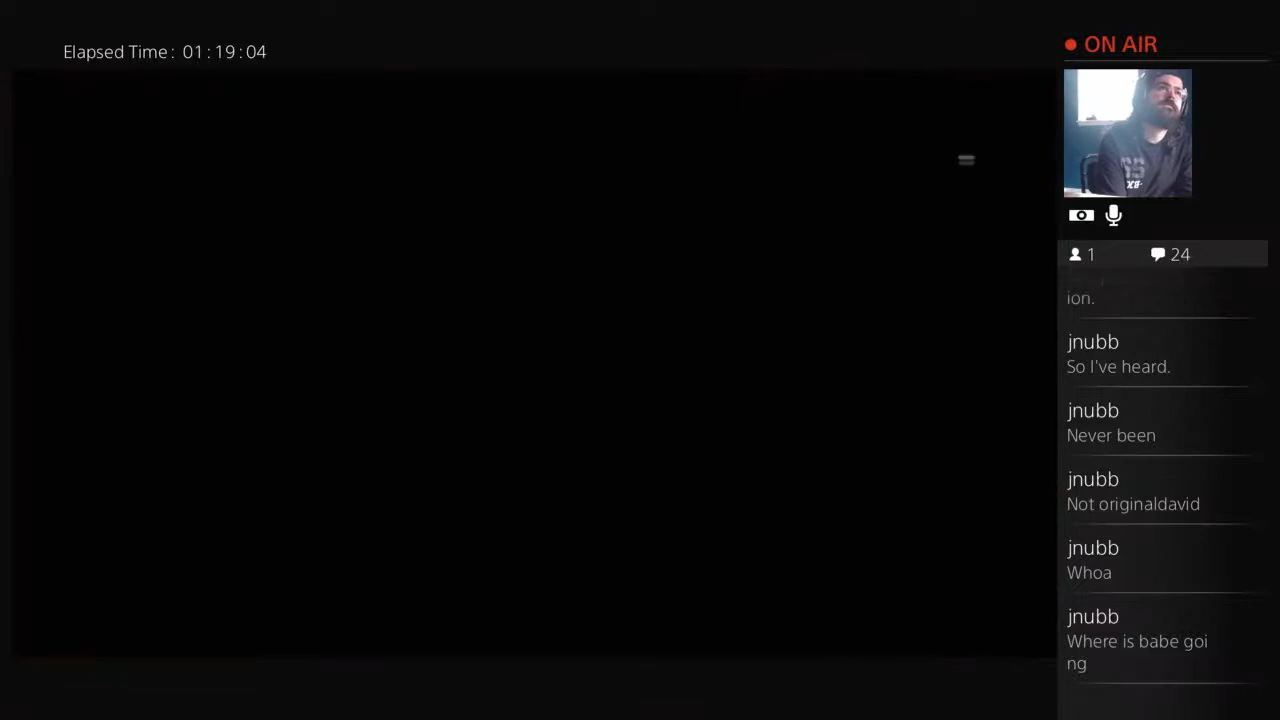 Elapsed Time: 01:19:04
ON AIR
1
24
ion.
jnubb
So I've heard.
jnubb
Never been
jnubb
Not originaldavid
jnubb
Whoa
jnubb
Where is babe goi
ng